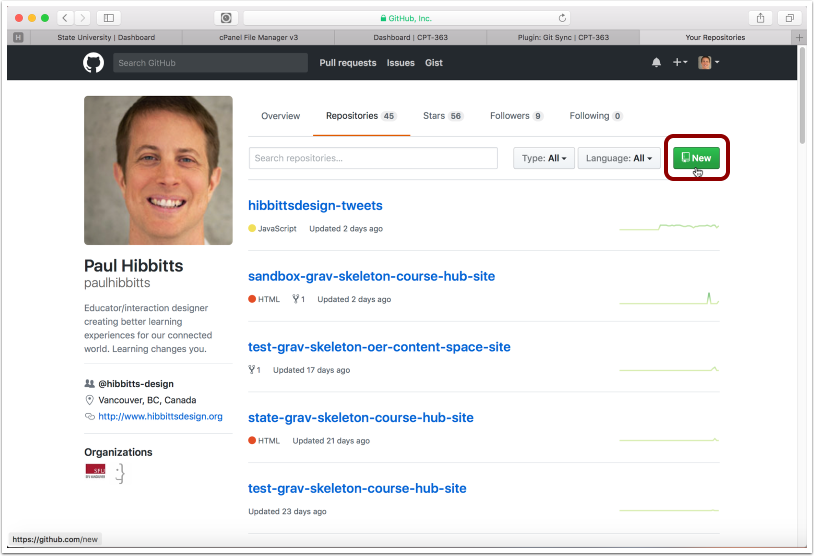 GitHub, Inc.
H
State University | Dashboard
cPanel File Manager v3
Dashboard | CPT-363
Plugin: Git Sync | CPT-363
Your Repositories
+
Search GitHub
Pull requests Issues Gist
Overview Repositories 45 Stars 56 Followers 9 Following 0
Search repositories... Type: All Language: All New
hibbittsdesign-tweets
JavaScript Updated 2 days ago
Paul Hibbitts
paulhibbitts
Educator/interaction designer
creating better learning
experiences for our connected
world. Learning changes you.
@hibbitts-design
Vancouver, BC, Canada
http://www.hibbittsdesign.org
Organizations
SFU
sandbox-grav-skeleton-course-hub-site
HTML 1 Updated 2 days ago
test-grav-skeleton-oer-content-space-site
1 Updated 17 days ago
state-grav-skeleton-course-hub-site
HTML Updated 21 days ago
test-grav-skeleton-course-hub-site
Updated 23 days ago
https://github.com/new